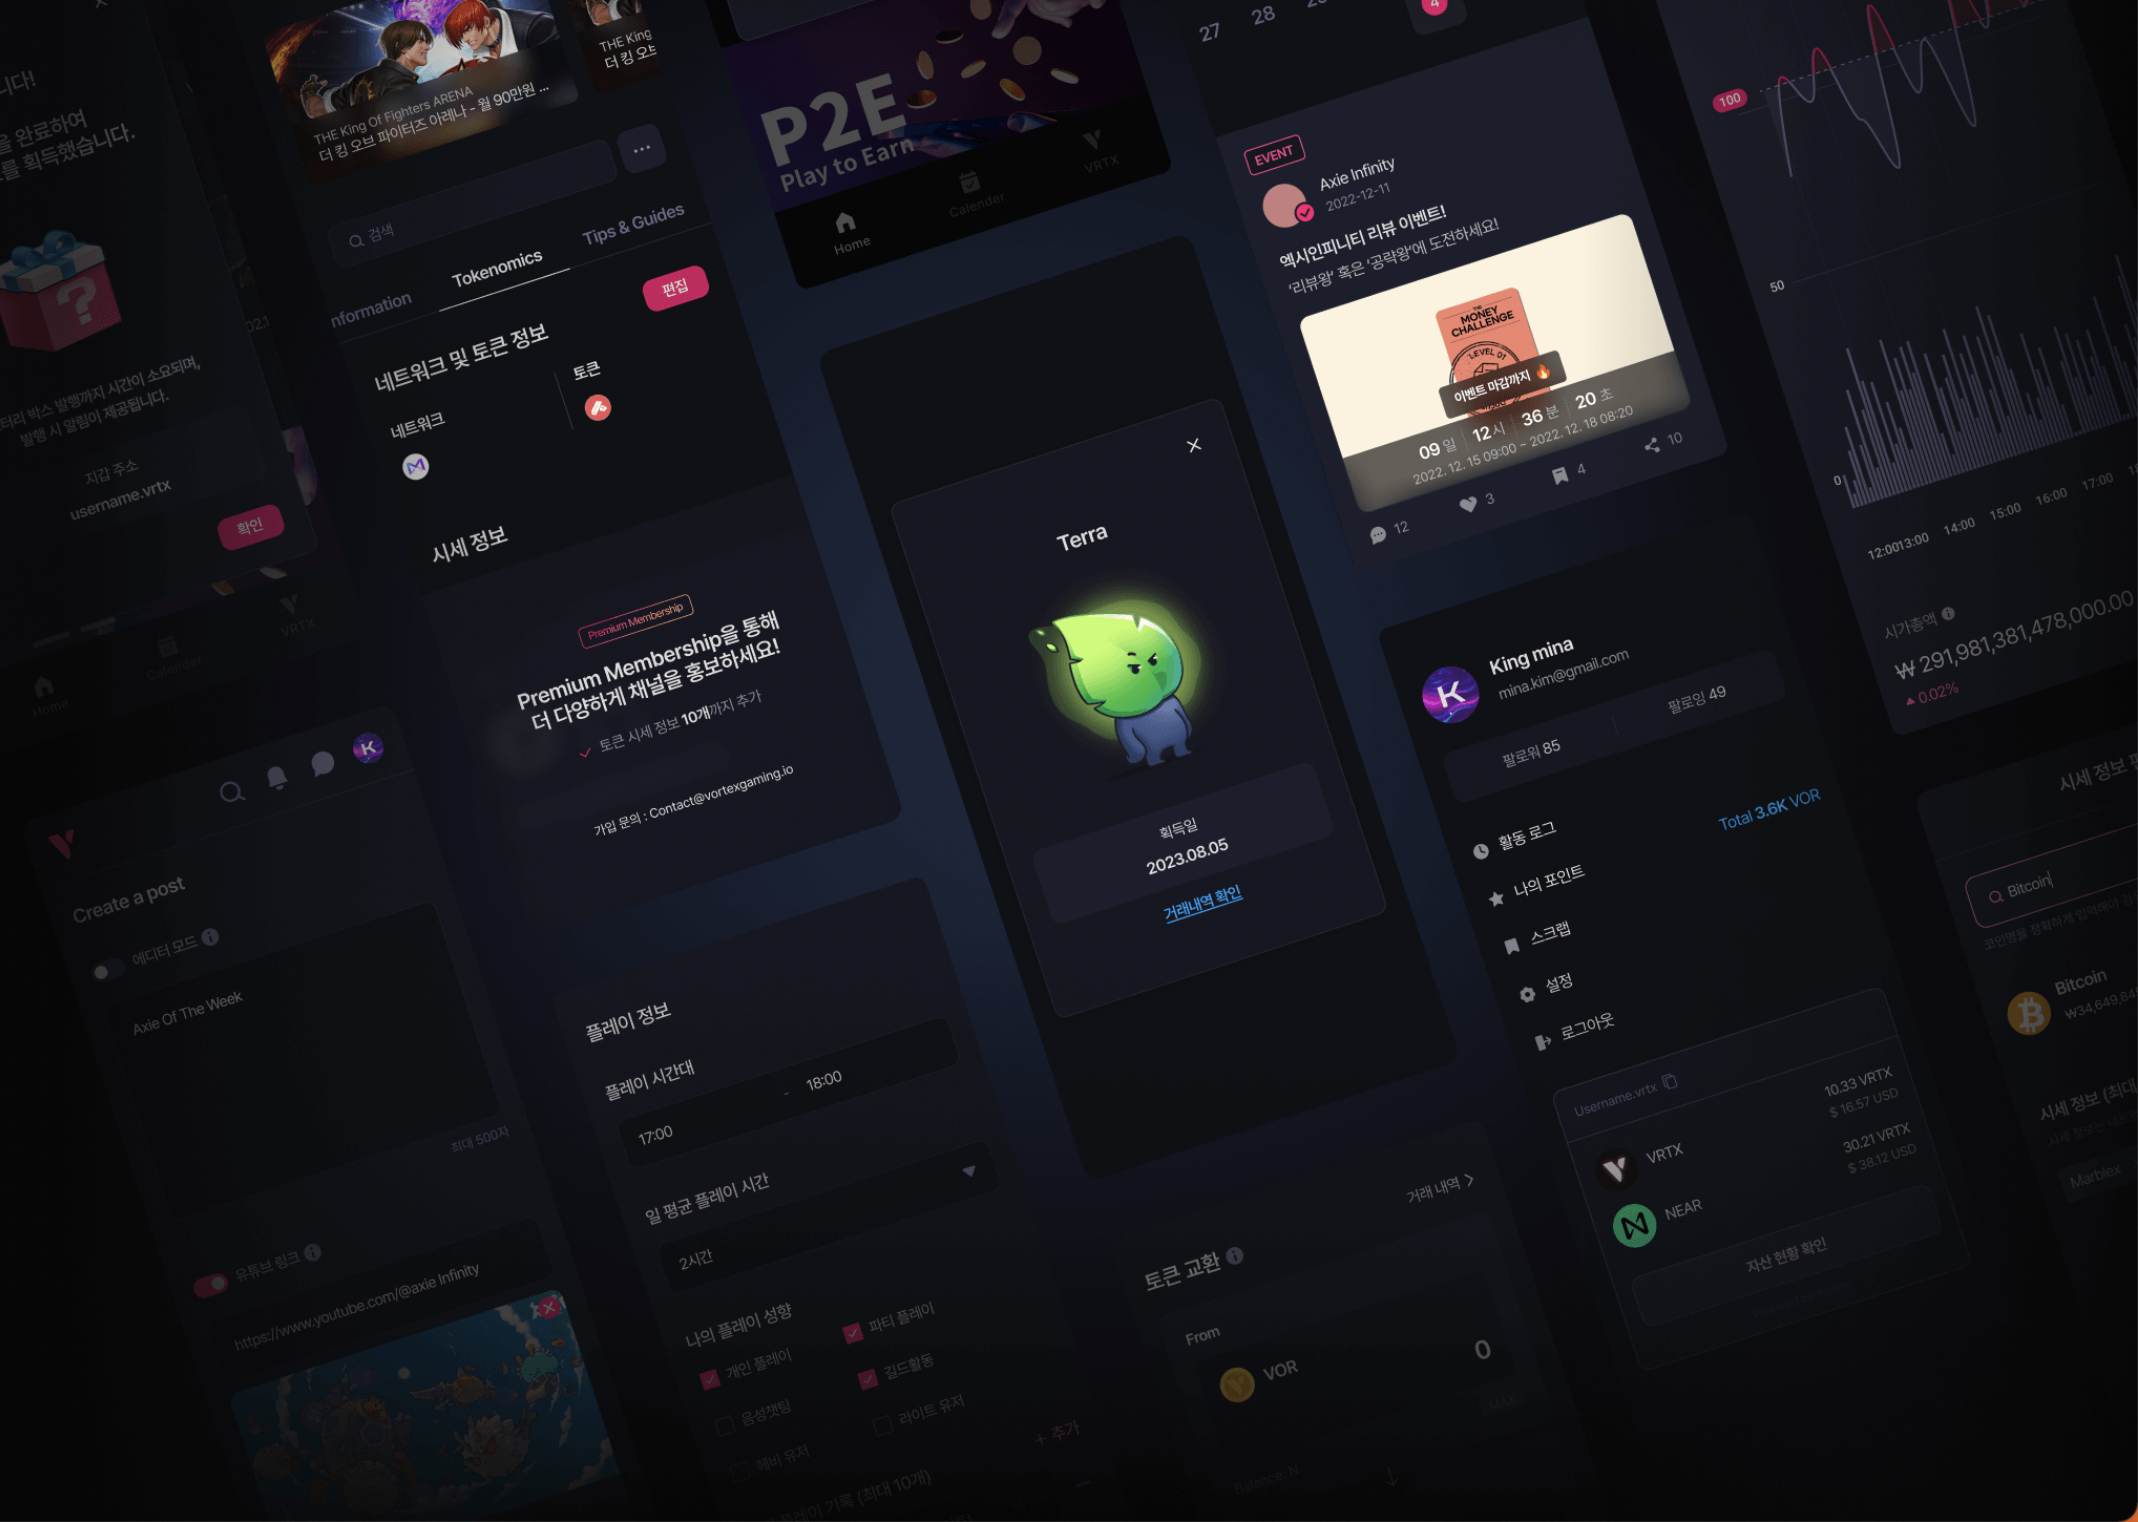 니다!
을 완료하여
를 획득했습니다.
발행까지 시간이 소요되며,
발행 시 알림이 제공됩니다.
지갑 주소
username.vrtx
확인
Home
Calender
VRTX
Create a post
에디터 모드
Axie Of The Week
최대 500자
유튜브 링크
https://www.youtube.com/@axie Infinity
THE King Of Fighters ARENA
더 킹 오브 파이터즈 아레나 - 월 90만원 ...
THE King
더 킹 오브
검색
nformation
Tokenomics
Tips & Guides
편집
네트워크 및 토큰 정보
네트워크
토큰
시세 정보
Premium Membership
Premium Membership을 통해
더 다양하게 채널을 홍보하세요!
토큰 시세 정보 10개까지 추가
가입 문의 : Contact@vortexgaming.io
플레이 정보
플레이 시간대
17:00 - 18:00
일 평균 플레이 시간
2시간
나의 플레이 성향
개인 플레이
파티 플레이
음성챗팅
길드활동
헤비 유저
라이트 유저
+ 추가
플레이 기록 (최대 10개)
P2E
Play to Earn
Home
Calender
VRTX
Terra
획득일
2023.08.05
거래내역 확인
거래 내역
토큰 교환
From
VOR
0
MAX
27 28
4
EVENT
Axie Infinity
2022-12-11
엑시인피니티 리뷰 이벤트!
'리뷰왕' 혹은 '공략왕'에 도전하세요!
THE
MONEY
CHALLENGE
LEVEL 01
이벤트 마감까지 🔥
09 일 12 시 36 분 20 초
2022. 12. 15 09:00 ~ 2022. 12. 18 08:20
12
3
4
10
King mina
mina.kim@gmail.com
팔로워 85
팔로잉 49
활동 로그
Total 3.6K VOR
나의 포인트
스크랩
설정
로그아웃
Username.vrtx
VRTX
10.33 VRTX
$ 16.57 USD
NEAR
30.21 VRTX
$ 38.12 USD
자산 현황 확인
100
50
0
12:00 13:00 14:00 15:00 16:00 17:00
시가총액
₩ 291,981,381,478,000.00
0.02%
시세 정보
Bitcoin
코인명을 정확하게 입력해야
Bitcoin
시세 정보 (최대
Marblex